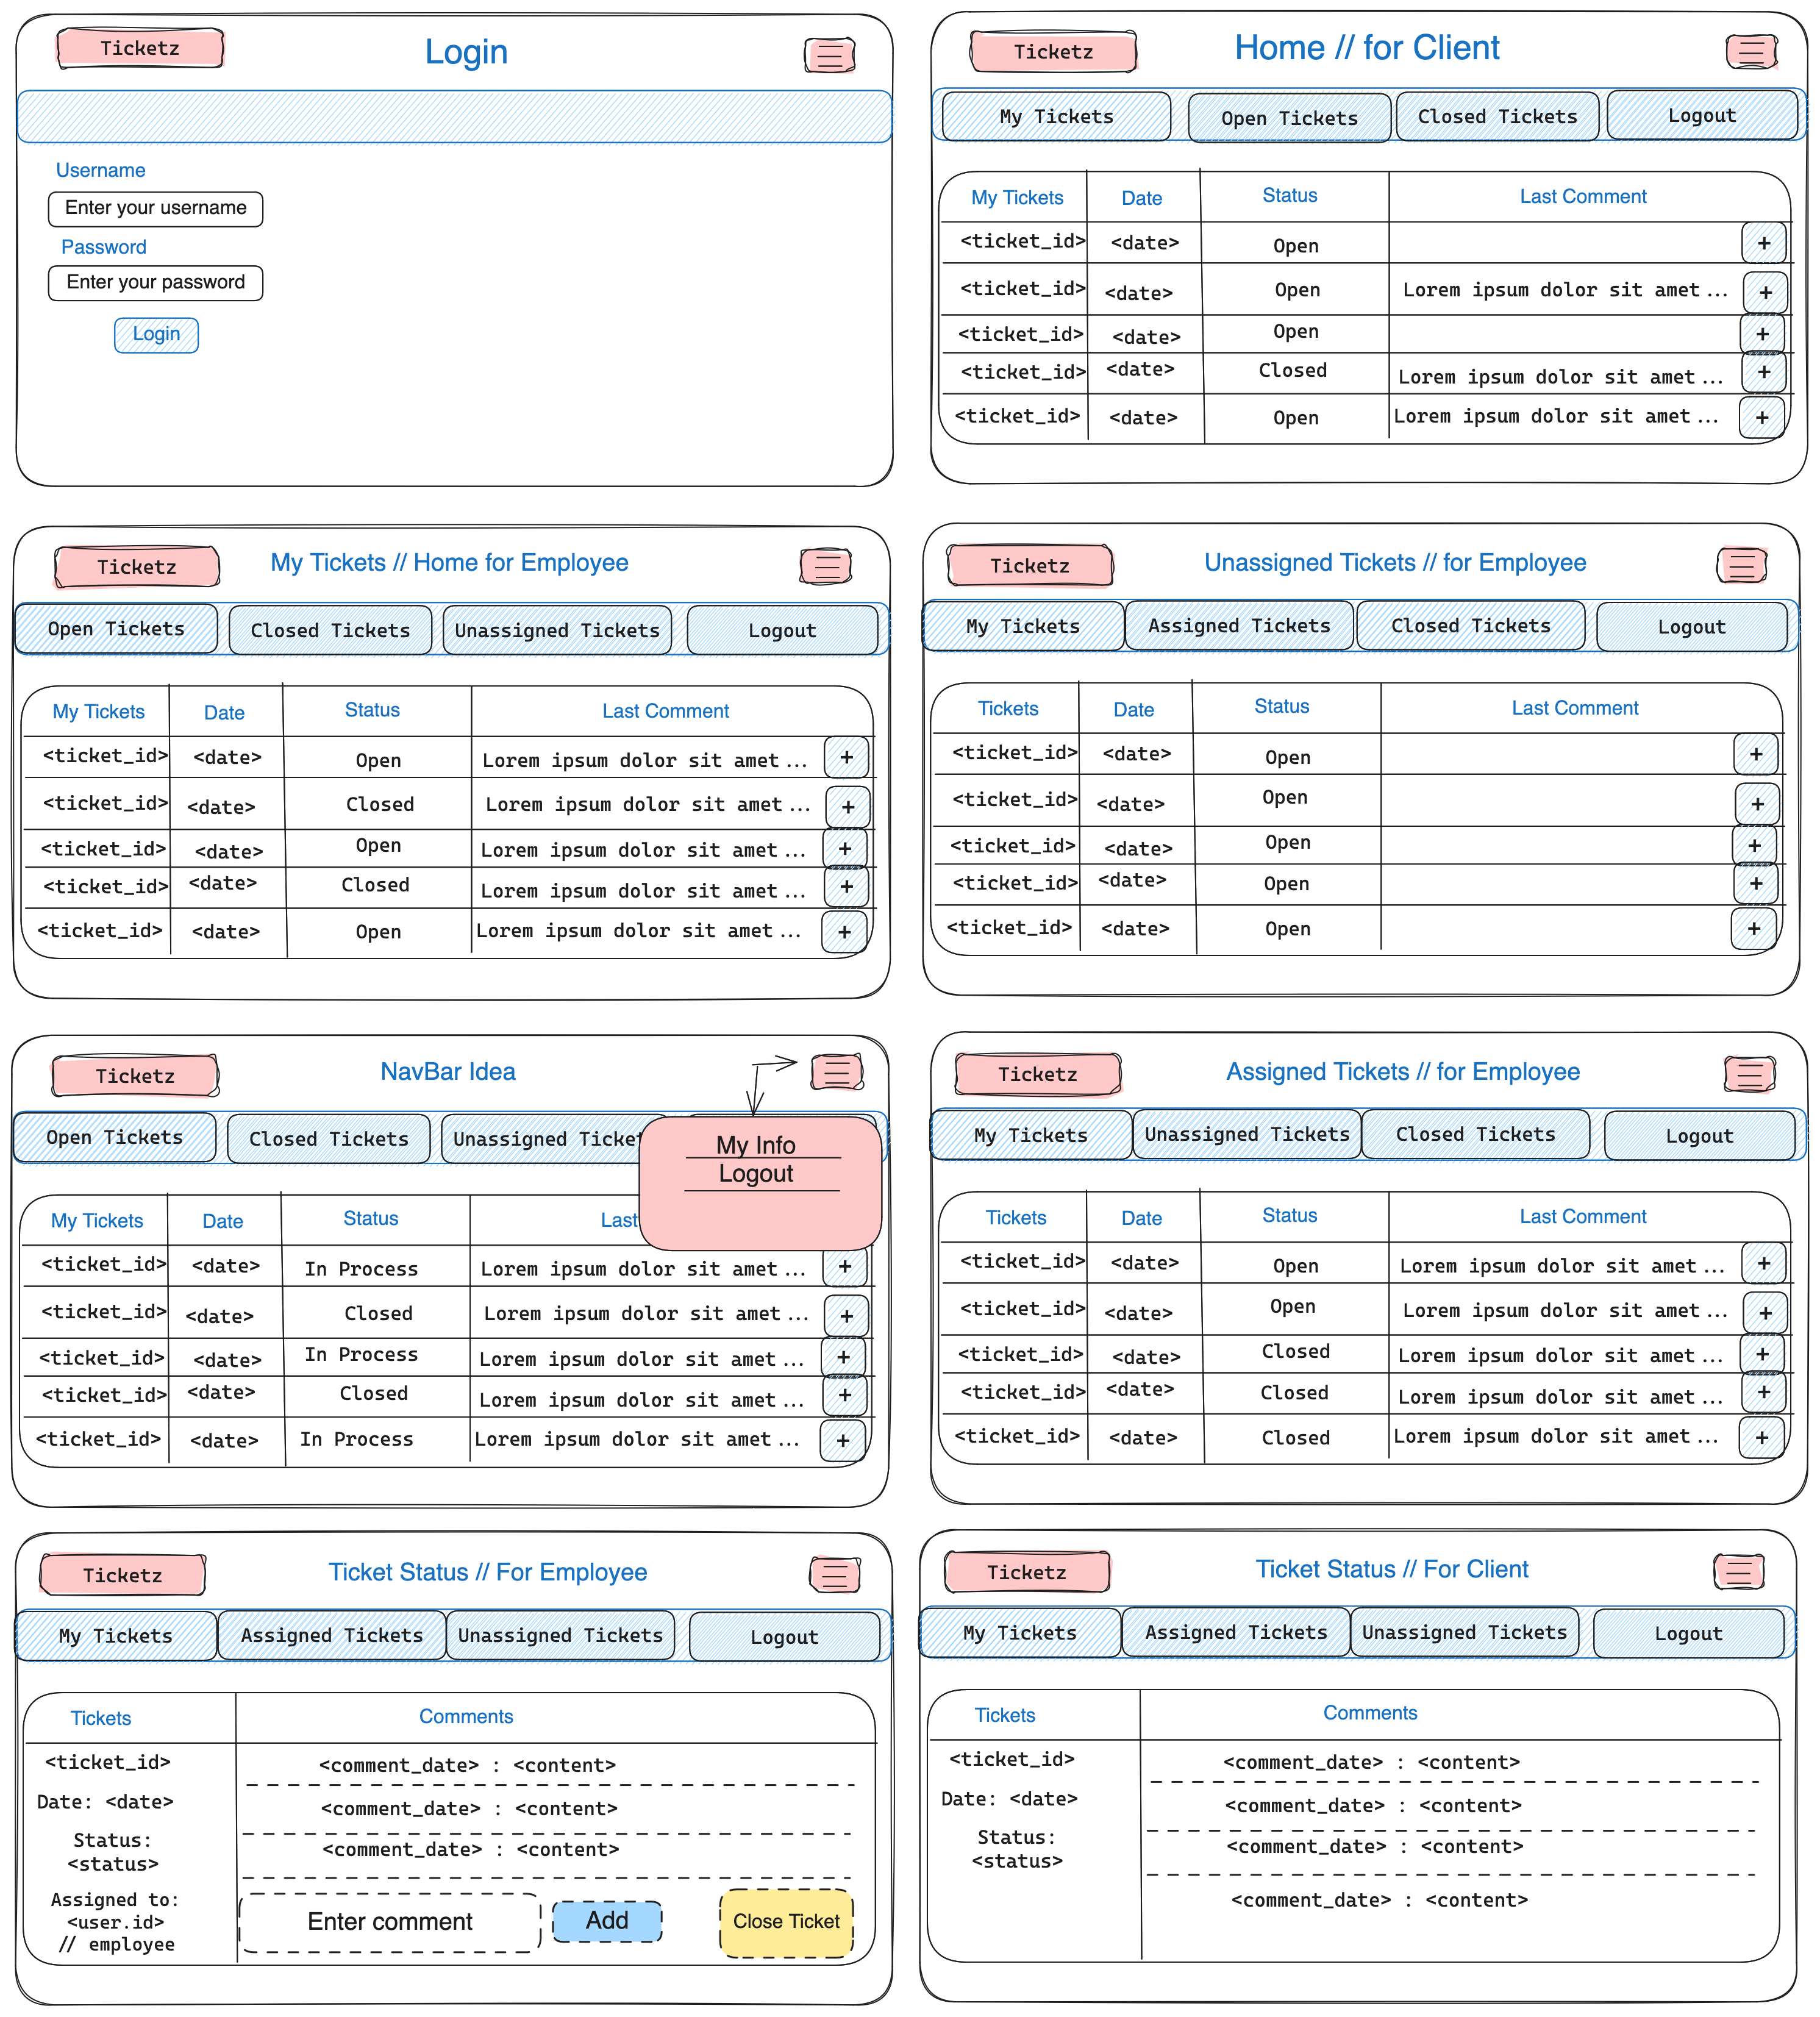 Ticketz
Login
Username
Enter your username
Password
Enter your password
Login
Ticketz
Home // for Client
My Tickets Open Tickets Closed Tickets Logout
My Tickets Date Status Last Comment
<ticket_id> <date> Open +
<ticket_id> <date> Open Lorem ipsum dolor sit amet ... +
<ticket_id> <date> Open +
<ticket_id> <date> Closed Lorem ipsum dolor sit amet ... +
<ticket_id> <date> Open Lorem ipsum dolor sit amet ... +
Ticketz
My Tickets // Home for Employee
Open Tickets Closed Tickets Unassigned Tickets Logout
My Tickets Date Status Last Comment
<ticket_id> <date> Open Lorem ipsum dolor sit amet ... +
<ticket_id> <date> Closed Lorem ipsum dolor sit amet ... +
<ticket_id> <date> Open Lorem ipsum dolor sit amet ... +
<ticket_id> <date> Closed Lorem ipsum dolor sit amet ... +
<ticket_id> <date> Open Lorem ipsum dolor sit amet ... +
Ticketz
Unassigned Tickets // for Employee
My Tickets Assigned Tickets Closed Tickets Logout
Tickets Date Status Last Comment
<ticket_id> <date> Open +
<ticket_id> <date> Open +
<ticket_id> <date> Open +
<ticket_id> <date> Open +
<ticket_id> <date> Open +
Ticketz
NavBar Idea
Open Tickets Closed Tickets Unassigned Ticket
My Info
Logout
My Tickets Date Status Last
<ticket_id> <date> In Process Lorem ipsum dolor sit amet ... +
<ticket_id> <date> Closed Lorem ipsum dolor sit amet ... +
<ticket_id> <date> In Process Lorem ipsum dolor sit amet ... +
<ticket_id> <date> Closed Lorem ipsum dolor sit amet ... +
<ticket_id> <date> In Process Lorem ipsum dolor sit amet ... +
Ticketz
Assigned Tickets // for Employee
My Tickets Unassigned Tickets Closed Tickets Logout
Tickets Date Status Last Comment
<ticket_id> <date> Open Lorem ipsum dolor sit amet ... +
<ticket_id> <date> Open Lorem ipsum dolor sit amet ... +
<ticket_id> <date> Closed Lorem ipsum dolor sit amet ... +
<ticket_id> <date> Closed Lorem ipsum dolor sit amet ... +
<ticket_id> <date> Closed Lorem ipsum dolor sit amet ... +
Ticketz
Ticket Status // For Employee
My Tickets Assigned Tickets Unassigned Tickets Logout
Tickets
<ticket_id>
Date: <date>
Status:
<status>
Assigned to:
<user.id>
// employee
Comments
<comment_date> : <content>
<comment_date> : <content>
<comment_date> : <content>
Enter comment Add Close Ticket
Ticketz
Ticket Status // For Client
My Tickets Assigned Tickets Unassigned Tickets Logout
Tickets
<ticket_id>
Date: <date>
Status:
<status>
Comments
<comment_date> : <content>
<comment_date> : <content>
<comment_date> : <content>
<comment_date> : <content>